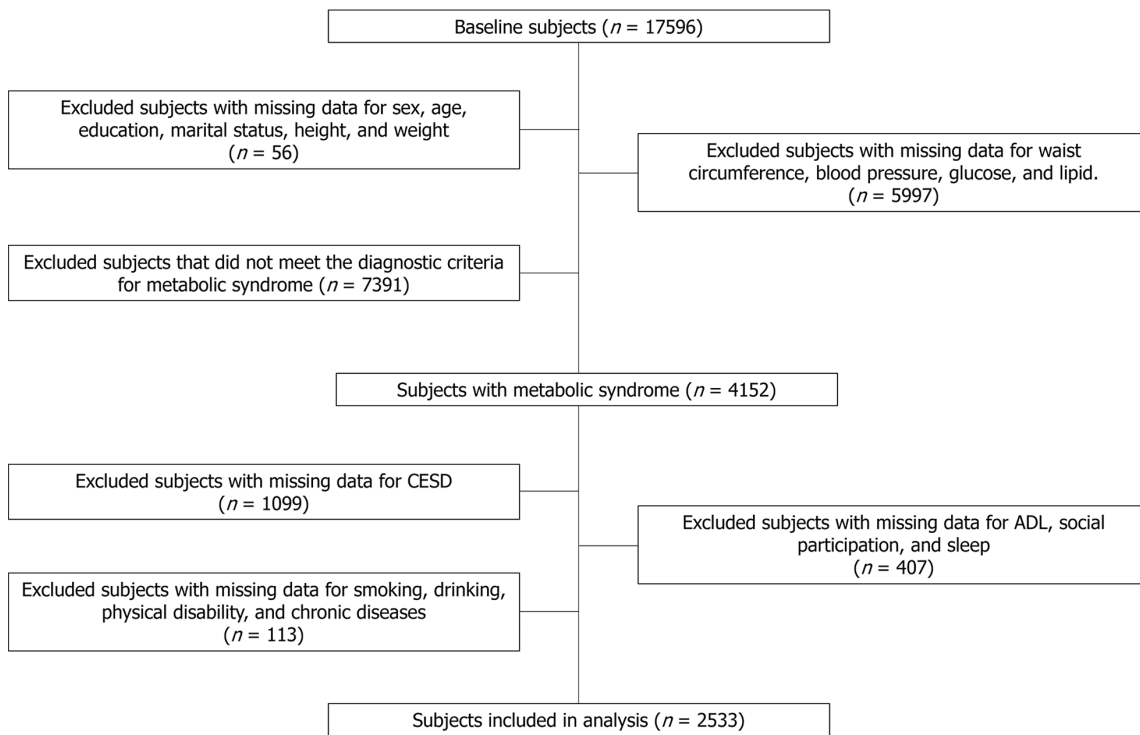 Baseline subjects (n = 17596)
Excluded subjects with missing data for sex, age,
education, marital status, height, and weight
(n = 56)
Excluded subjects with missing data for waist
circumference, blood pressure, glucose, and lipid.
(n = 5997)
Excluded subjects that did not meet the diagnostic criteria
for metabolic syndrome (n = 7391)
Subjects with metabolic syndrome (n = 4152)
Excluded subjects with missing data for CESD
(n = 1099)
Excluded subjects with missing data for ADL, social
participation, and sleep
(n = 407)
Excluded subjects with missing data for smoking, drinking,
physical disability, and chronic diseases
(n = 113)
Subjects included in analysis (n = 2533)